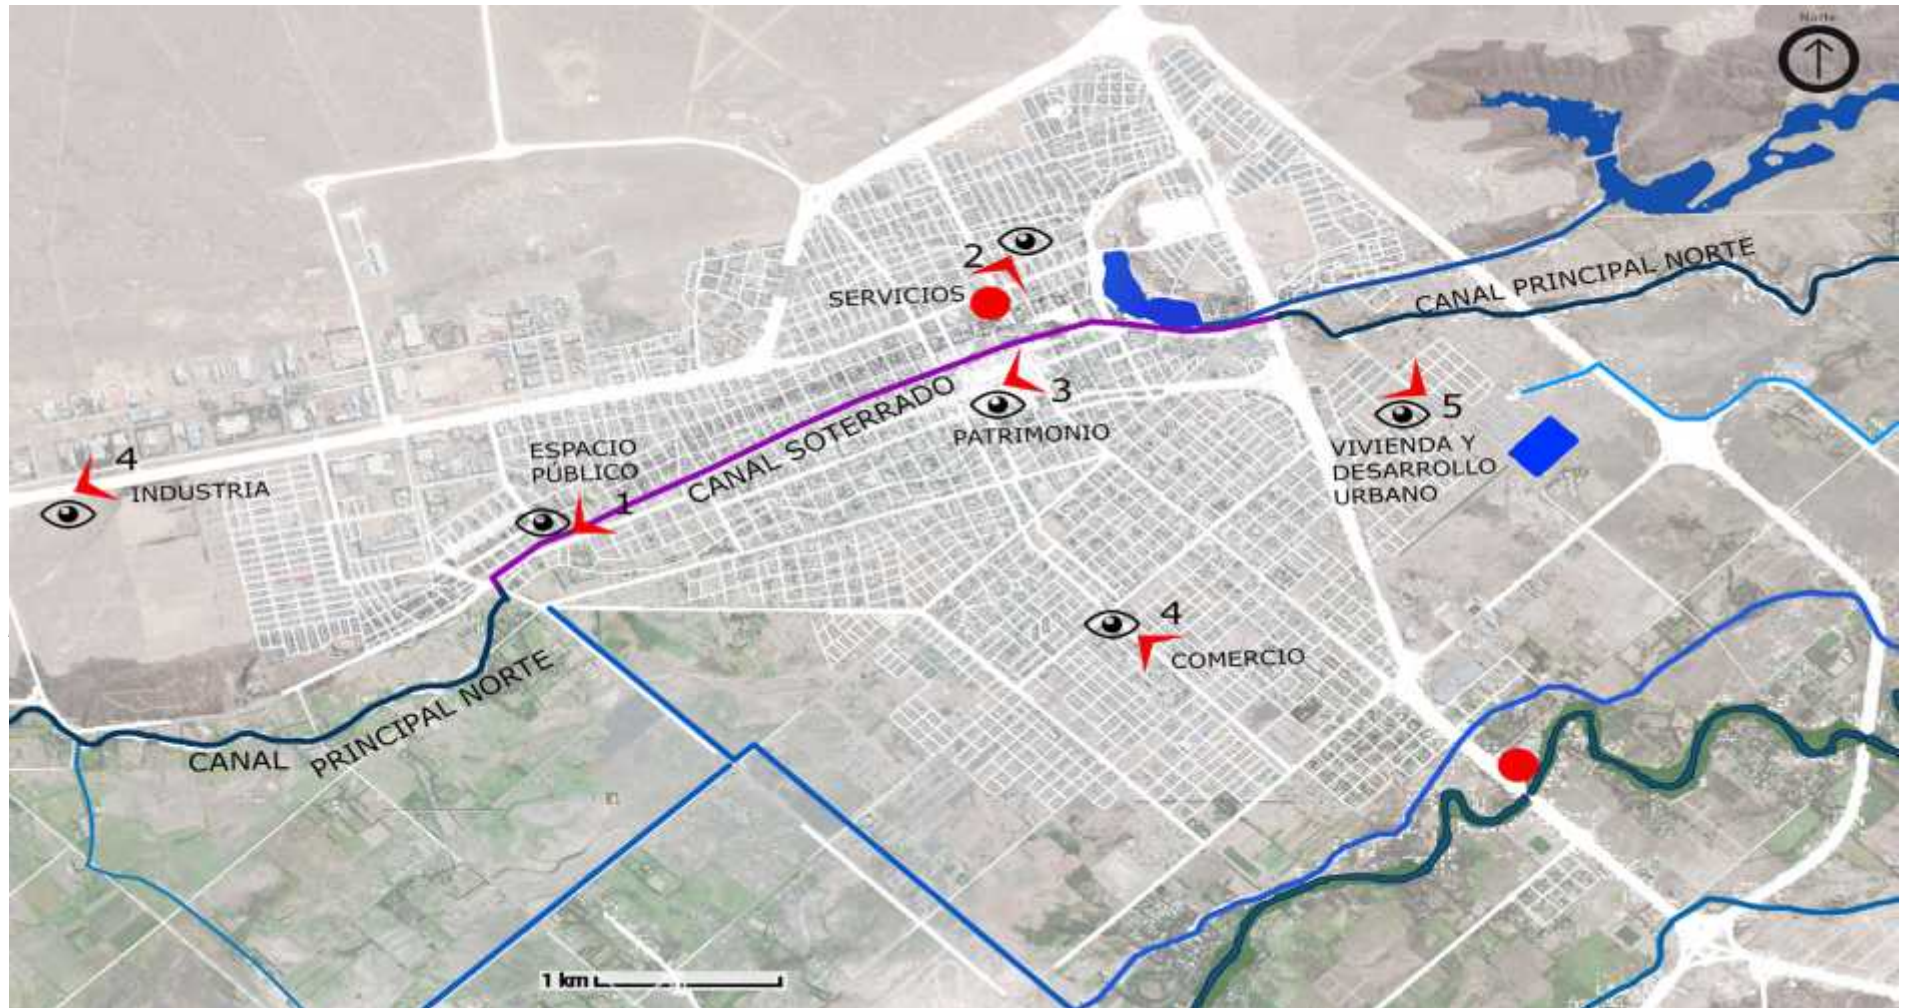 Norte
CANAL PRINCIPAL NORTE
2
SERVICIOS
3
PATRIMONIO
5
VIVIENDA Y
DESARROLLO
URBANO
CANAL SOTERRADO
ESPACIO
PÚBLICO
1
4
INDUSTRIA
4
COMERCIO
CANAL PRINCIPAL NORTE
1 km